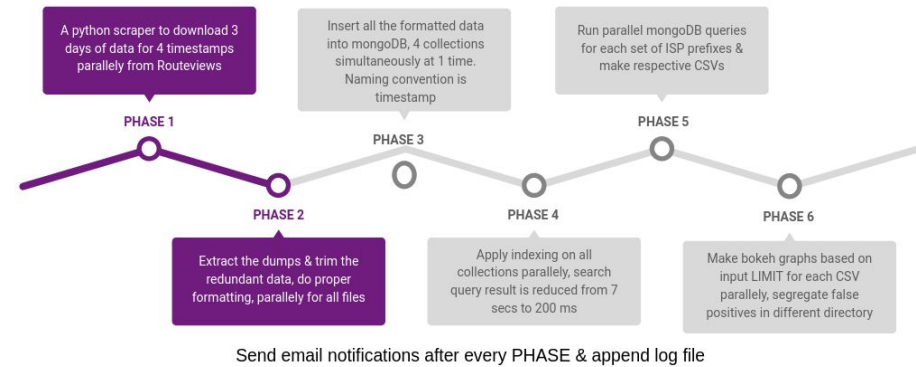 A python scraper to download 3
days of data for 4 timestamps
parallely from Routeviews
PHASE 1
PHASE 2
Extract the dumps & trim the
redundant data, do proper
formatting, parallely for all files
Insert all the formatted data
into mongoDB, 4 collections
simultaneously at 1 time.
Naming convention is
timestamp
PHASE 3
PHASE 4
Apply indexing on all
collections parallely, search
query result is reduced from 7
secs to 200 ms
Run parallel mongoDB queries
for each set of ISP prefixes &
make respective CSVs
PHASE 5
PHASE 6
Make bokeh graphs based on
input LIMIT for each CSV
parallely, segregate false
positives in different directory
Send email notifications after every PHASE & append log file